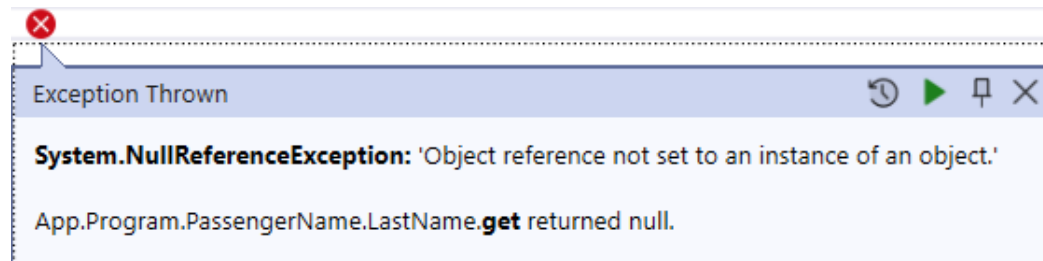 Exception Thrown
System.NullReferenceException: 'Object reference not set to an instance of an object.'
App.Program.PassengerName.LastName.get returned null.